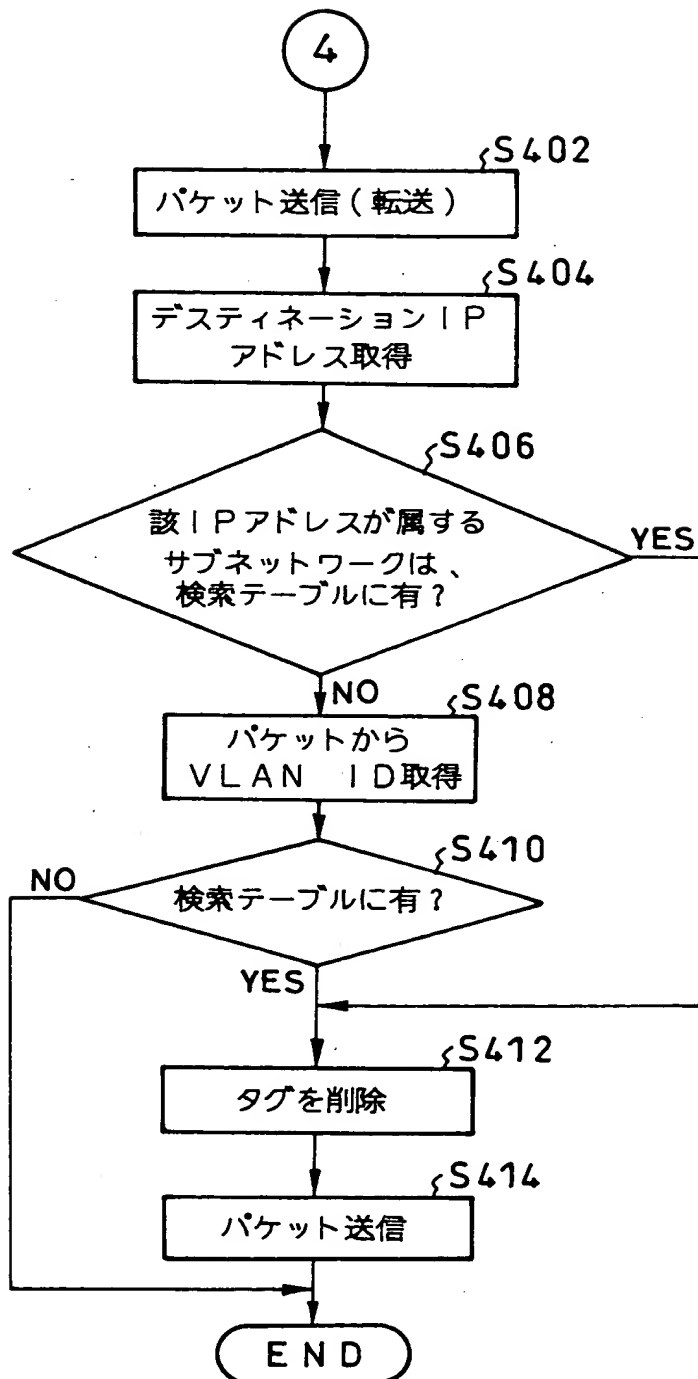 4
S402
パケット送信(転送)
S404
デスティネーションIP
アドレス取得
S406
該IPアドレスが属する
サブネットワークは、
検索テーブルに有?
YES
NO
S408
パケットから
VLAN ID取得
S410
NO
検索テーブルに有?
YES
S412
タグを削除
S414
パケット送信
END